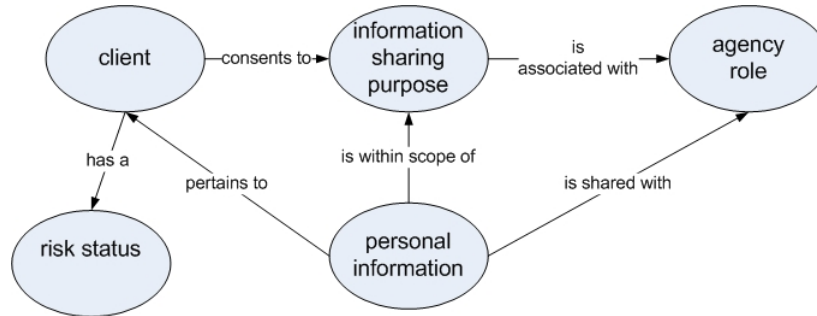 client
consents to
information
sharing
purpose
is
associated with
agency
role
has a
pertains to
is within scope of
is shared with
risk status
personal
information